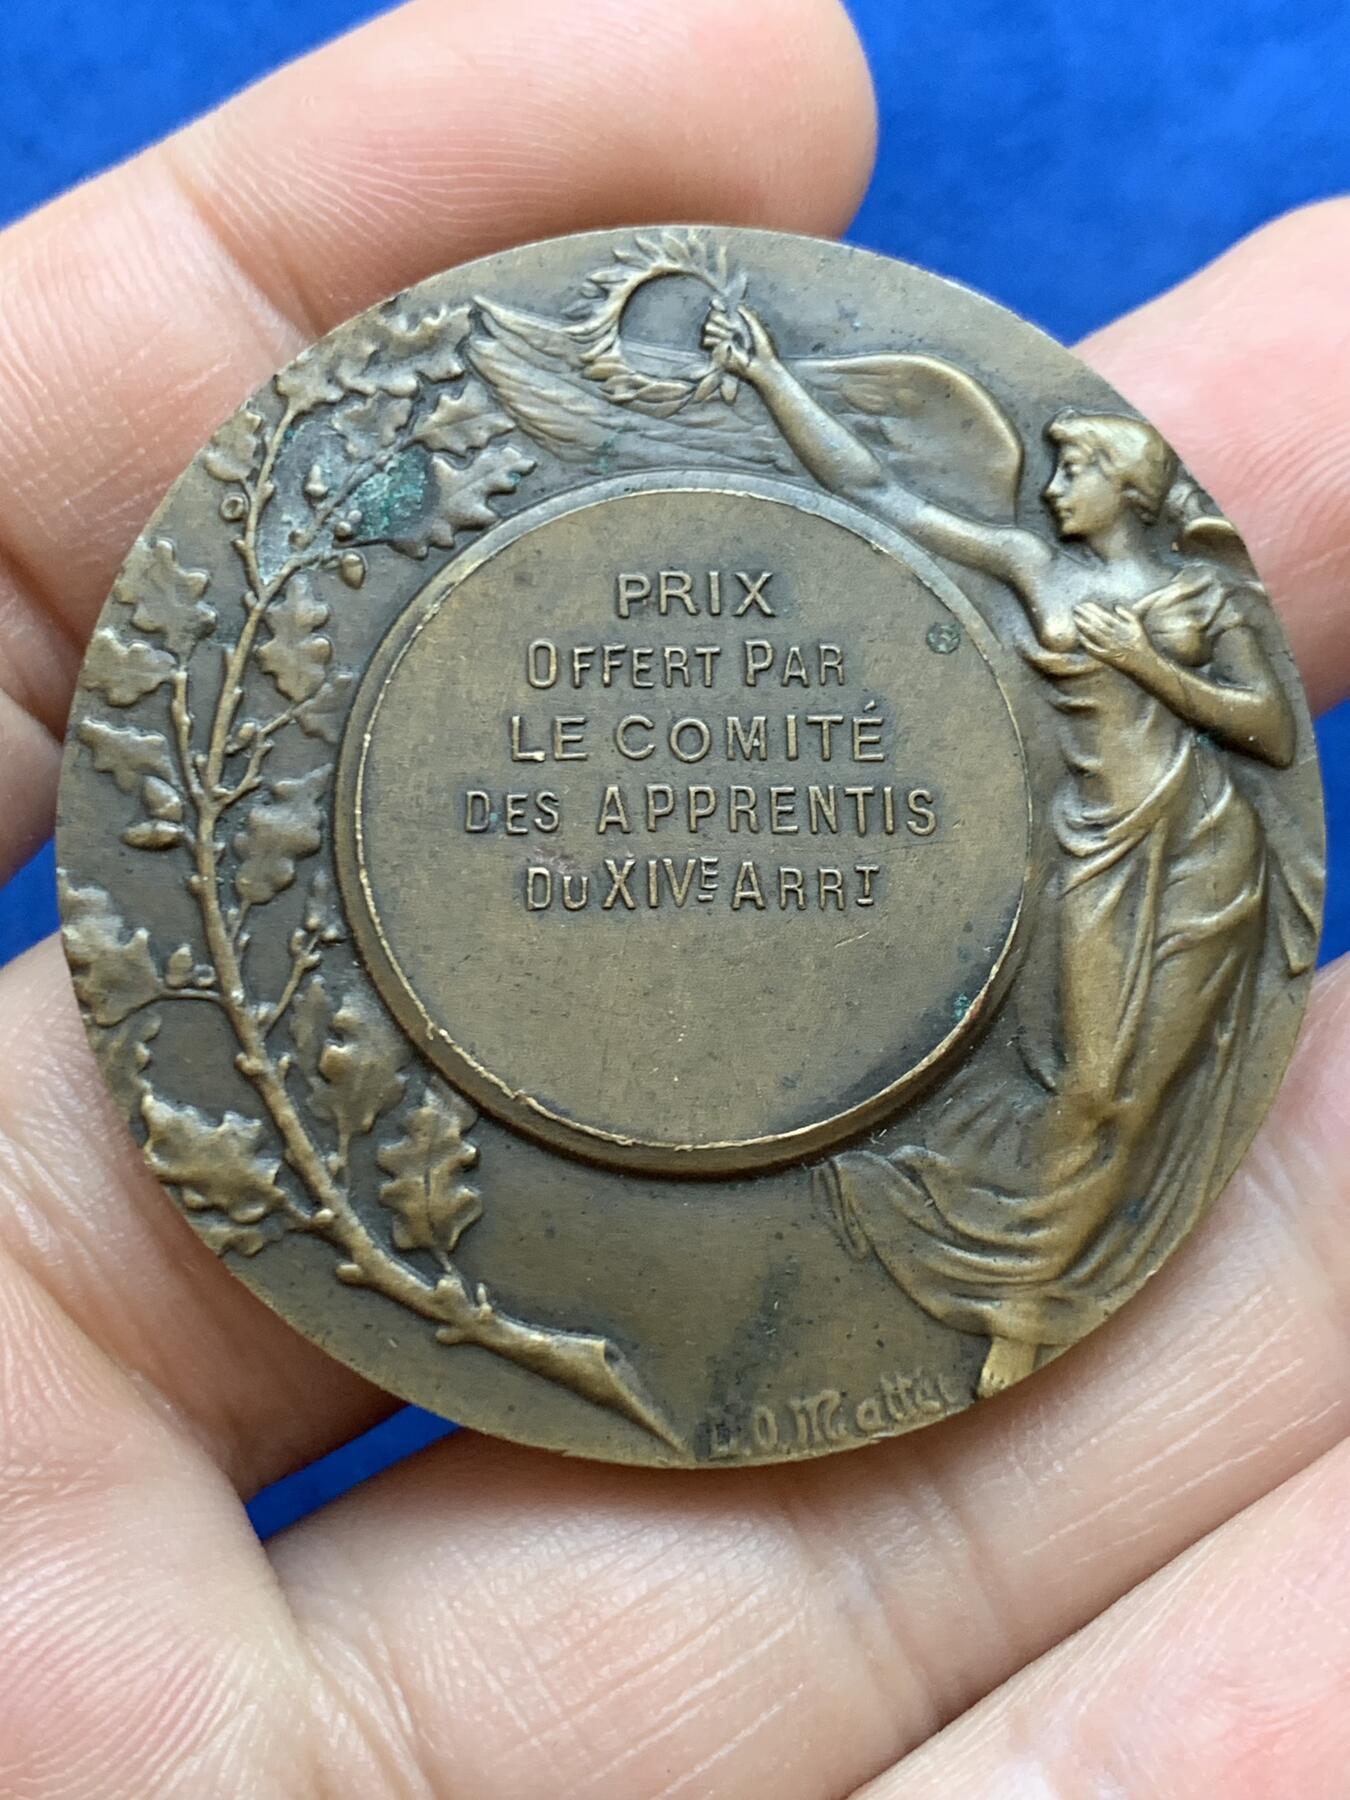 PRIX
OFFERT PAR
LE COMITÉ
DES APPRENTIS
DU XIVE ARRT
L.O. Mattei